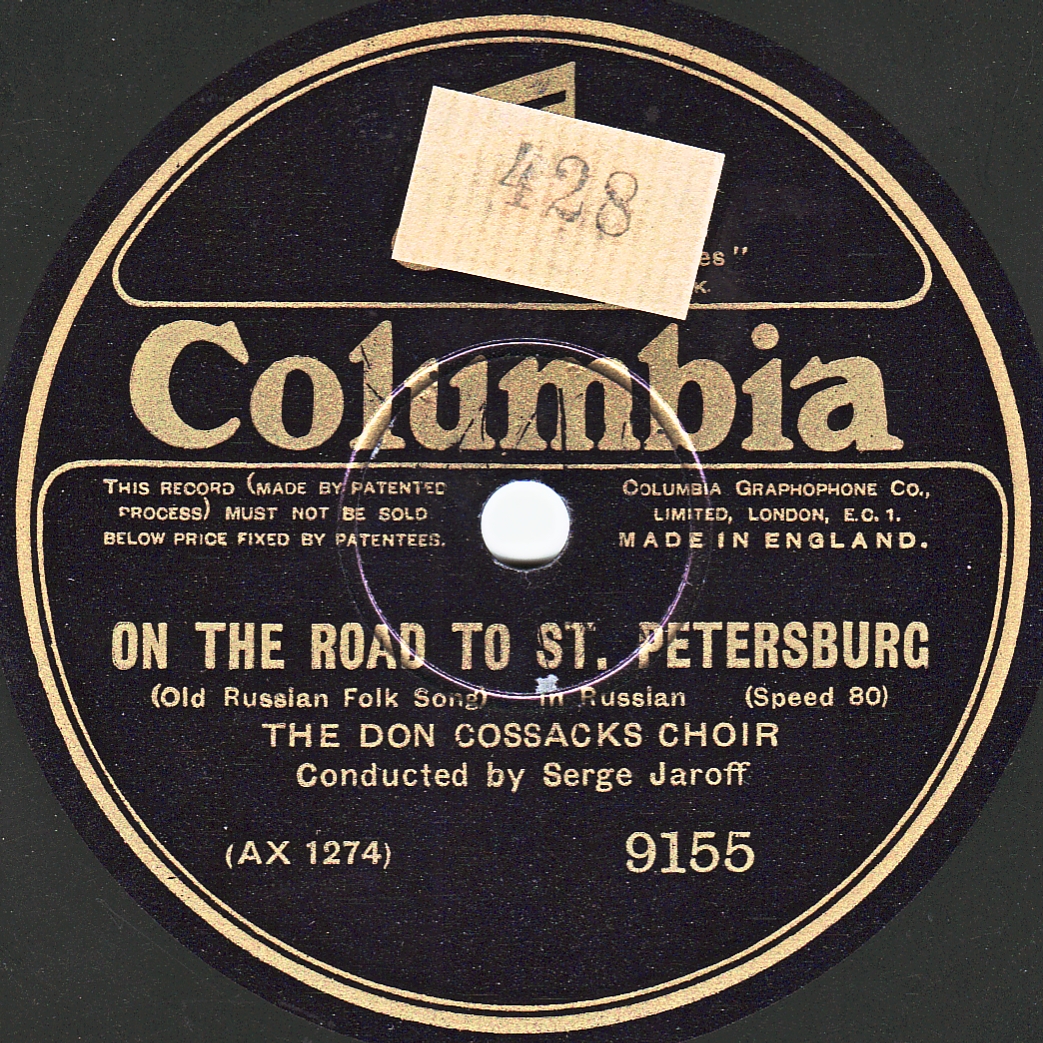 428
"
Columbia
THIS RECORD (MADE BY PATENTED
PROCESS) MUST NOT BE SOLD
BELOW PRICE FIXED BY PATENTEES.
COLUMBIA GRAPHOPHONE CO.,
LIMITED, LONDON, E.C.1.
MADE IN ENGLAND.
ON THE ROAD TO ST. PETERSBURG
(Old Russian Folk Song) in Russian (Speed 80)
THE DON COSSACKS CHOIR
Conducted by Serge Jaroff
(AX 1274) 9155